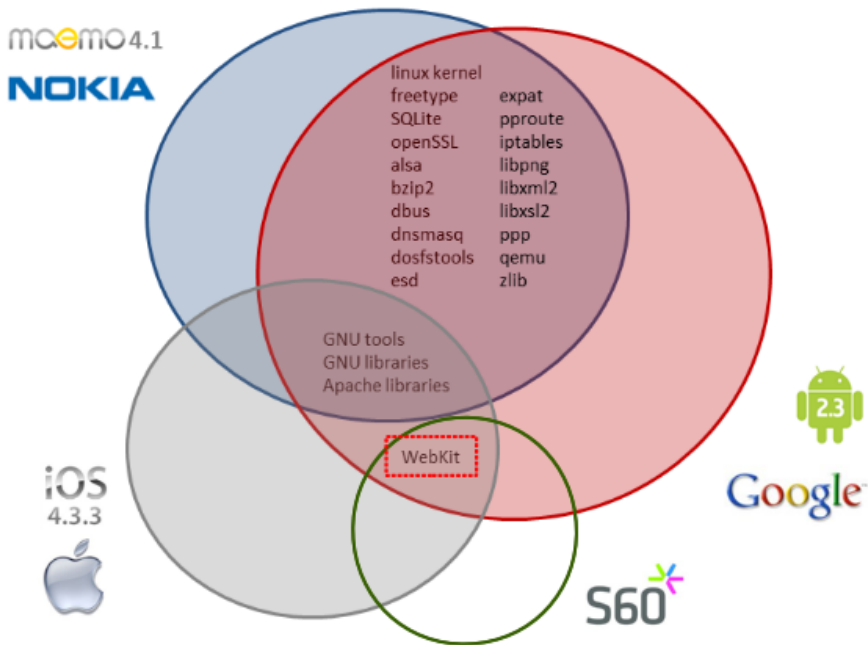 maemo 4.1
NOKIA
linux kernel
freetype expat
SQLite pproute
openSSL iptables
alsa libpng
bzip2 libxml2
dbus libxsl2
dnsmasq ppp
dosfstools qemu
esd zlib
GNU tools
GNU libraries
Apache libraries
WebKit
2.3
Google
iOS
4.3.3
S60